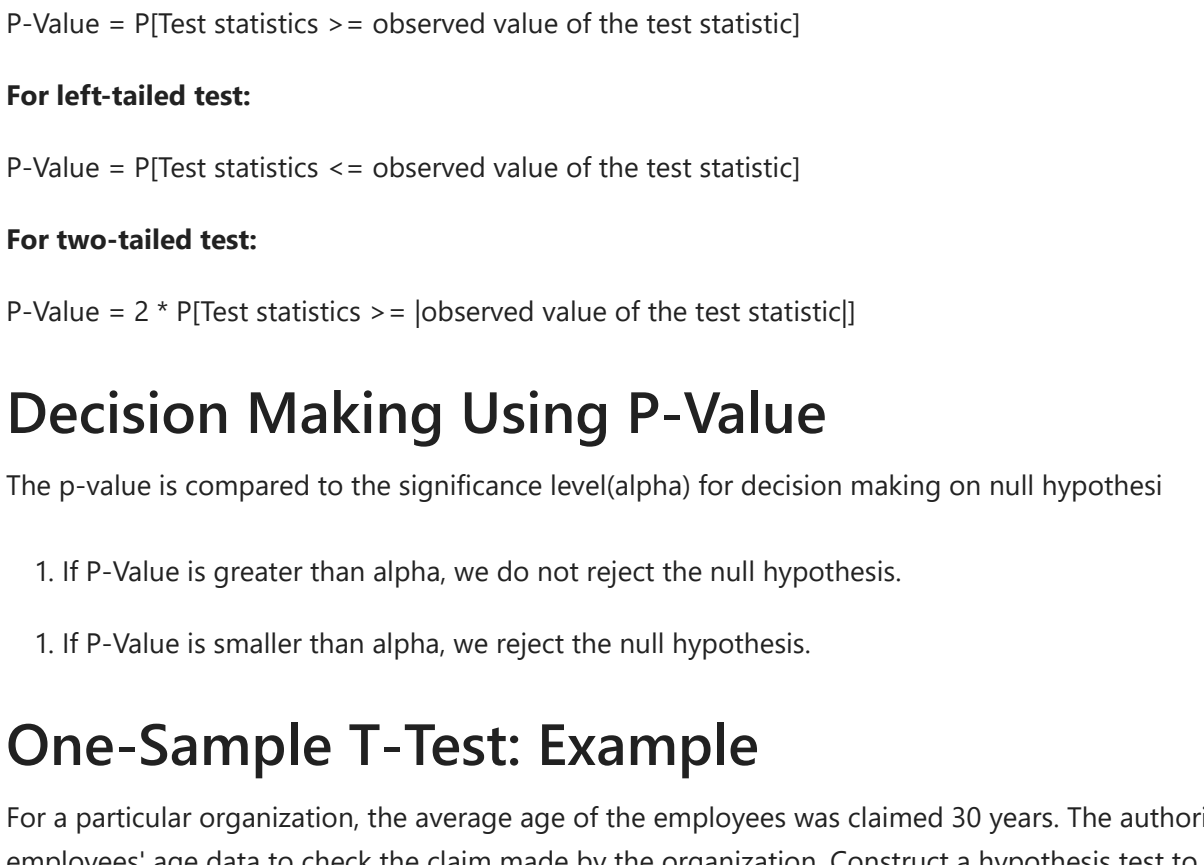 P-Value = P[Test statistics >= observed value of the test statistic]
For left-tailed test:
P-Value = P[Test statistics <= observed value of the test statistic]
For two-tailed test:
P-Value = 2 * P[Test statistics >= |observed value of the test statistic|]
Decision Making Using P-Value
The p-value is compared to the significance level(alpha) for decision making on null hypothesi
1. If P-Value is greater than alpha, we do not reject the null hypothesis.
1. If P-Value is smaller than alpha, we reject the null hypothesis.
One-Sample T-Test: Example
For a particular organization, the average age of the employees was claimed 30 years. The authori
employees' age data to check the claim made by the organization. Construct a hypothesis test to